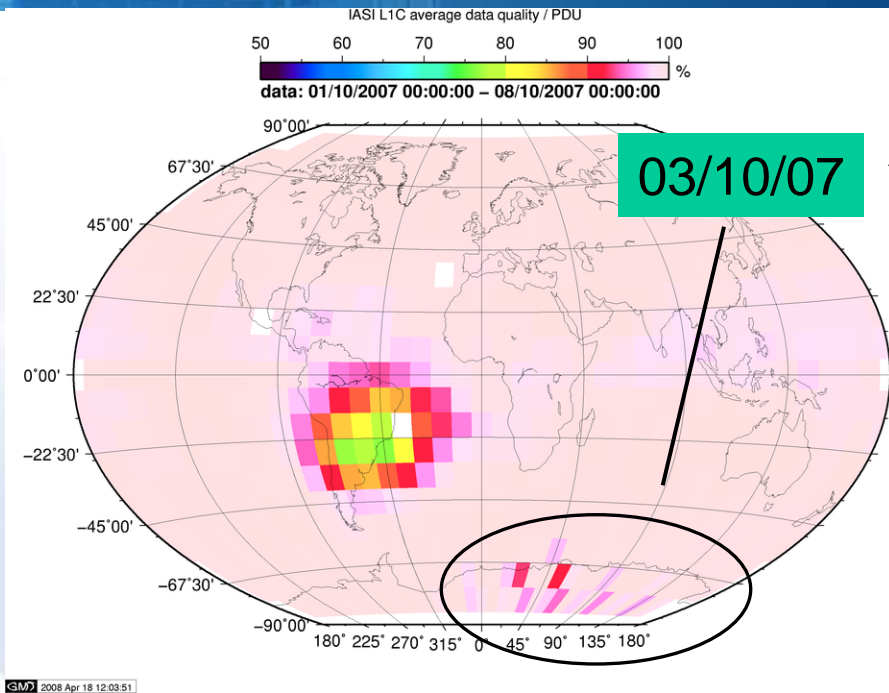 IASI L1C average data quality / PDU
50 60 70 80 90 100
%
data: 01/10/2007 00:00:00 – 08/10/2007 00:00:00
03/10/07
90˚00'
67˚30'
45˚00'
22˚30'
0˚00'
−22˚30'
−45˚00'
−67˚30'
−90˚00'
180˚ 225˚ 270˚ 315˚ 0˚ 45˚ 90˚ 135˚ 180˚
GMT 2008 Apr 18 12:03:51